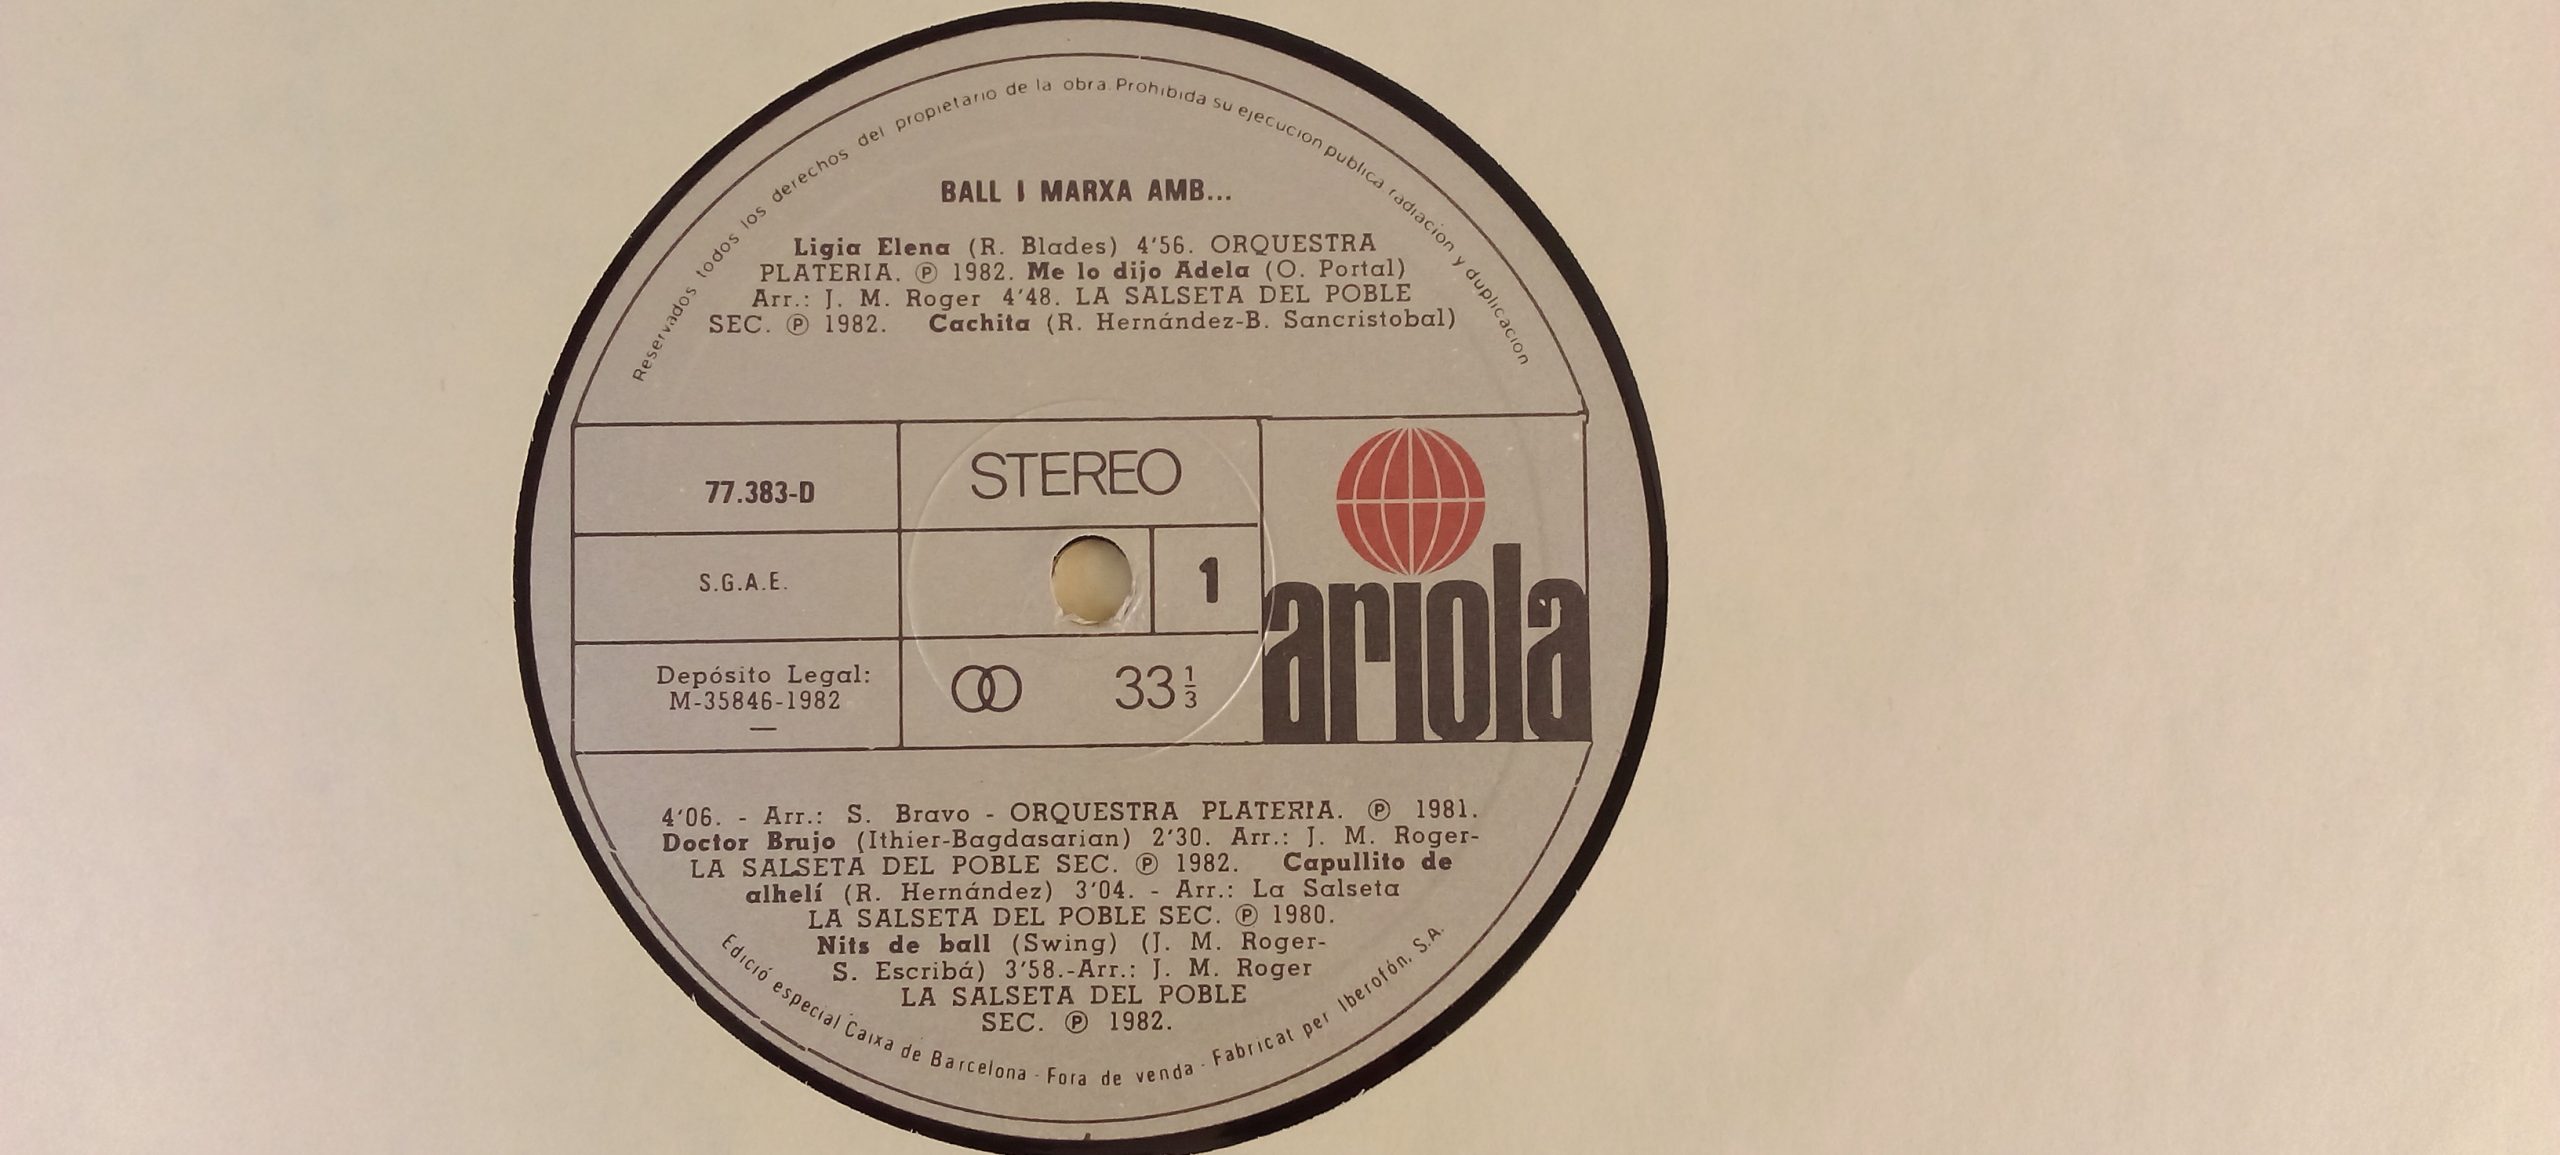 Reservados todos los derechos del propietario de la obra. Prohibida su ejecucion publica radiación y duplicacion
BALL I MARXA AMB...
Ligia Elena (R. Blades) 4'56. ORQUESTRA
PLATERIA. Ⓟ 1982. Me lo dijo Adela (O. Portal)
Arr.: J. M. Roger 4'48. LA SALSETA DEL POBLE
SEC. Ⓟ 1982. Cachita (R. Hernández-B. Sancristobal)
77.383-D
STEREO
S.G.A.E.
1
ariola
Depósito Legal:
M-35846-1982
33 1/3
4'06. - Arr.: S. Bravo - ORQUESTRA PLATERIA. Ⓟ 1981.
Doctor Brujo (Ithier-Bagdasarian) 2'30. Arr.: J. M. Roger-
LA SALSETA DEL POBLE SEC. Ⓟ 1982. Capullito de
alhelí (R. Hernández) 3'04. - Arr.: La Salseta
LA SALSETA DEL POBLE SEC. Ⓟ 1980.
Nits de ball (Swing) (J. M. Roger-
S. Escribá) 3'58.-Arr.: J. M. Roger
LA SALSETA DEL POBLE
SEC. Ⓟ 1982.
Edició especial Caixa de Barcelona - Fora de venda - Fabricat per Iberofón, S.A.